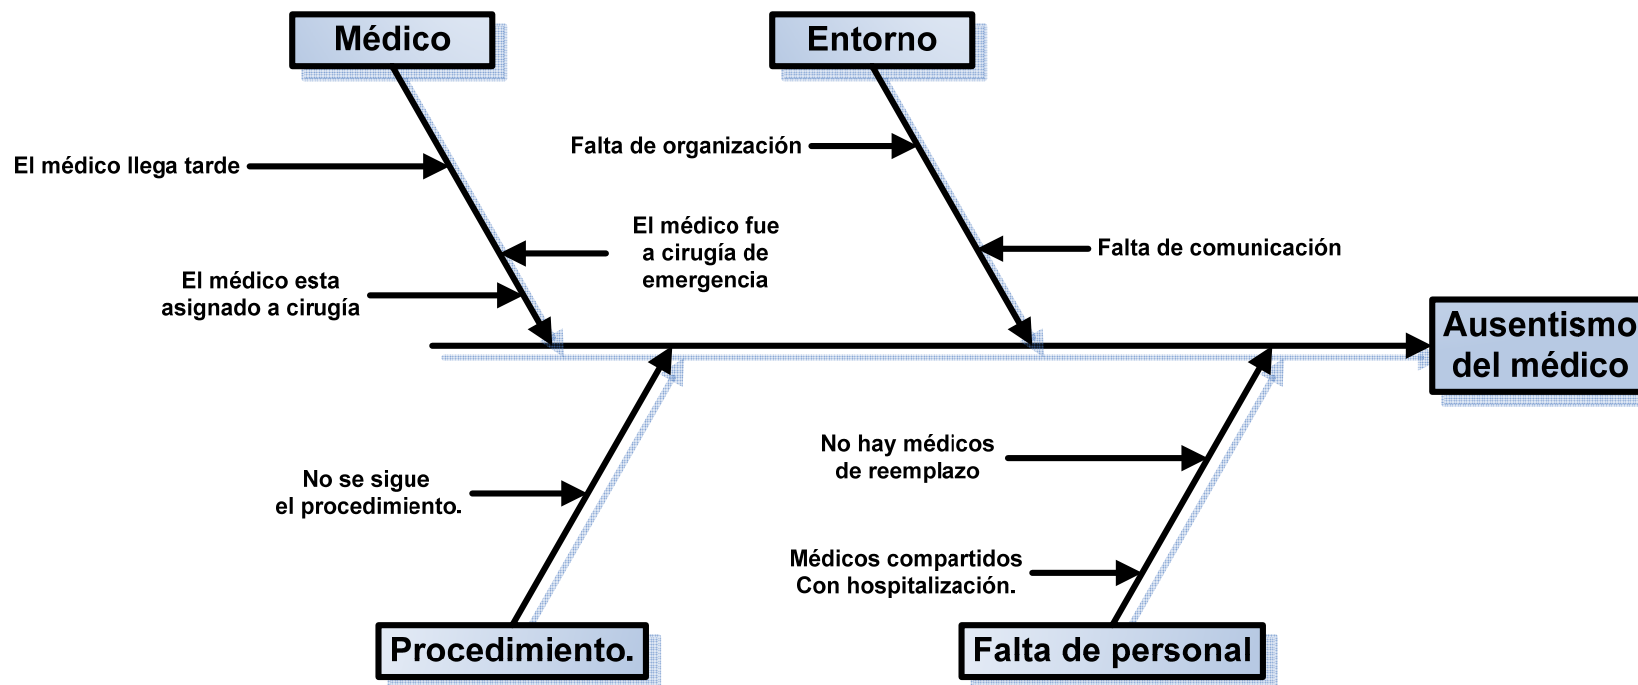 Médico
Entorno
El médico llega tarde
Falta de organización
El médico fue
a cirugía de
emergencia
Falta de comunicación
El médico esta
asignado a cirugía
Ausentismo
del médico
No se sigue
el procedimiento.
No hay médicos
de reemplazo
Médicos compartidos
Con hospitalización.
Procedimiento.
Falta de personal